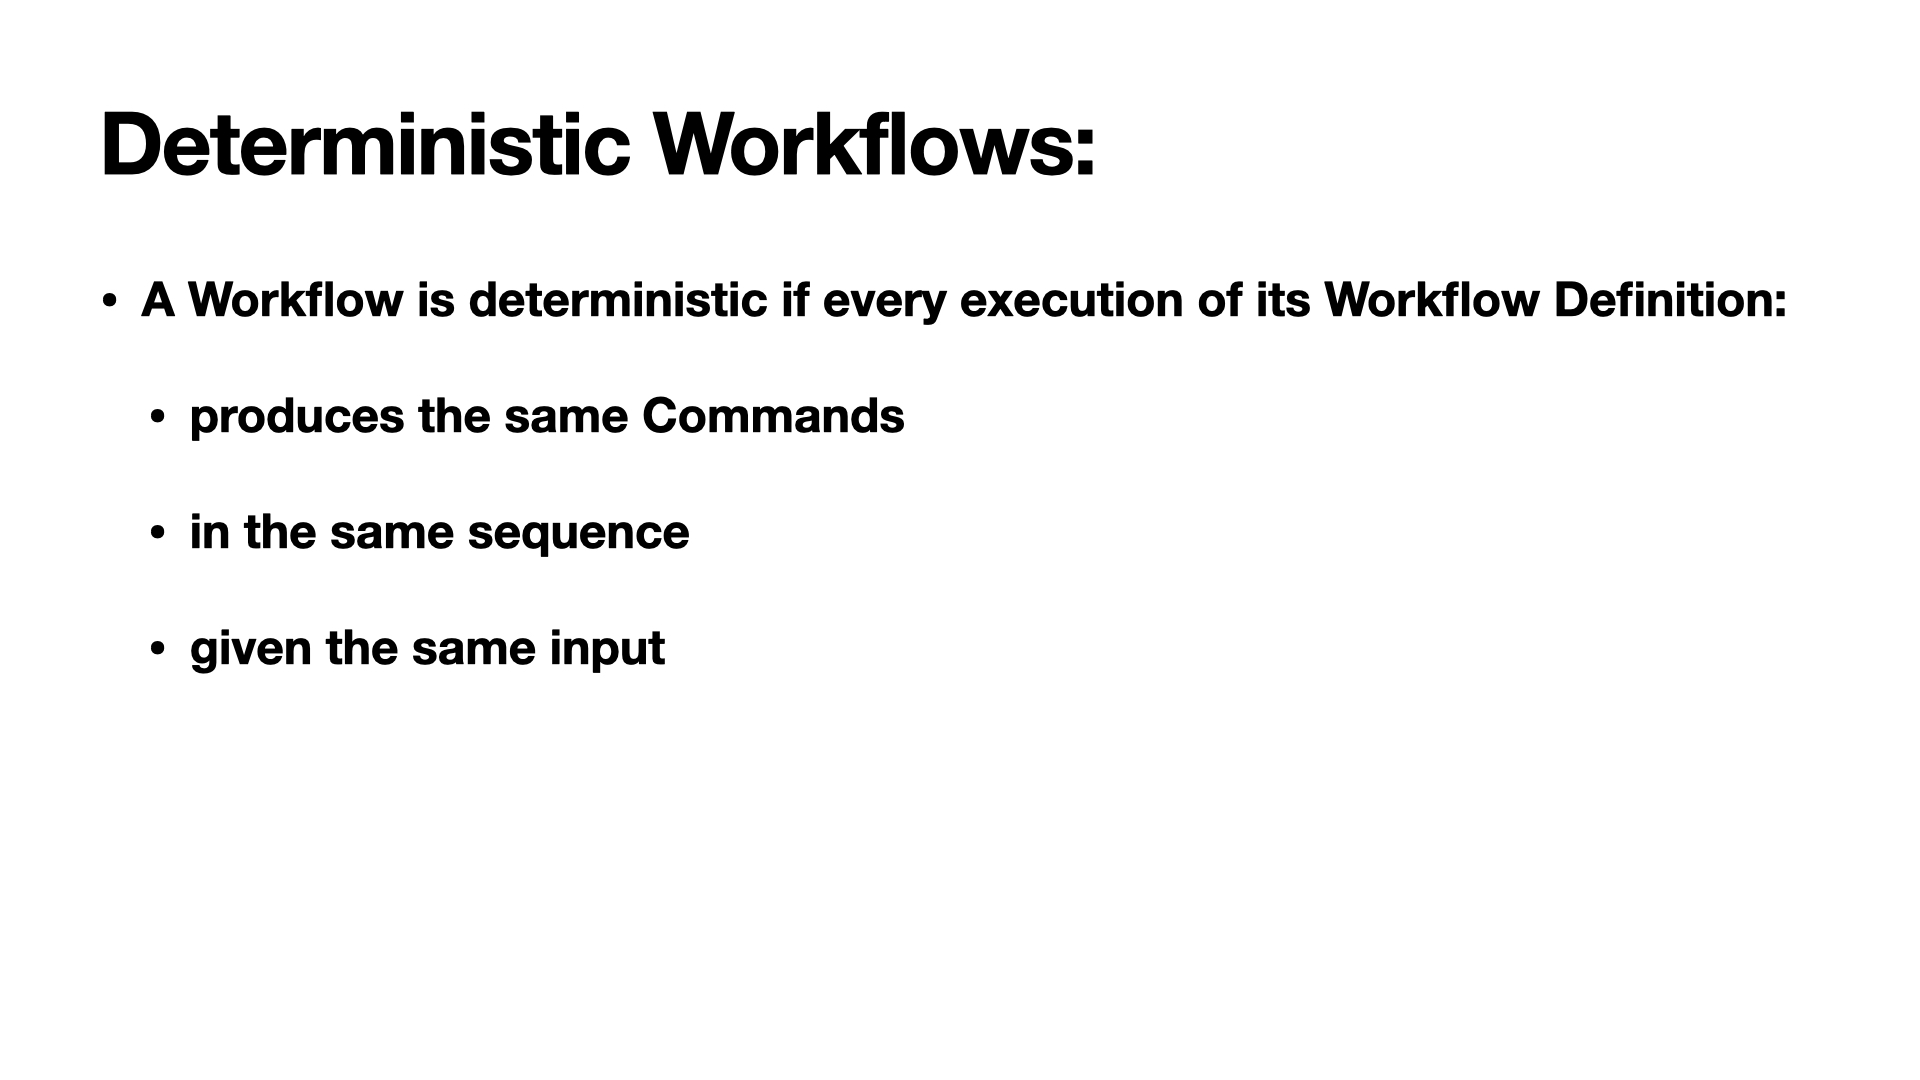 Deterministic Workflows:
• A Workflow is deterministic if every execution of its Workflow Definition:
• produces the same Commands
• in the same sequence
• given the same input